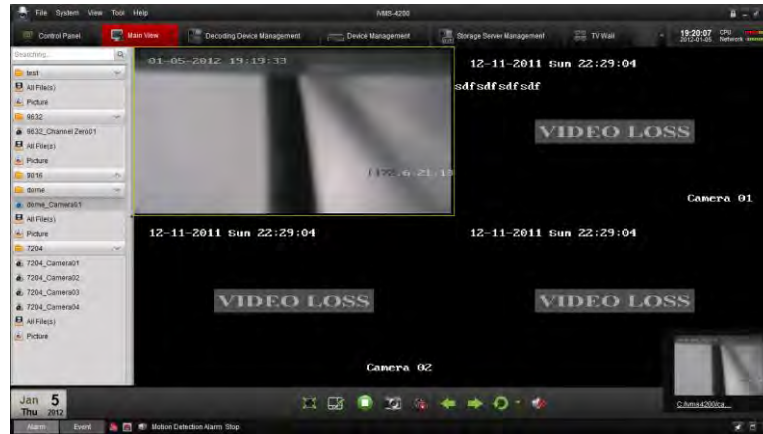 File System View Tool Help
iVMS-4200
Control Panel
Main View
Decoding Device Management
Device Management
Storage Server Management
TV Wall
19:20:07
2012-01-05
CPU
Network
Searching...
test
All File(s)
Picture
9632
9632_Channel Zero01
All File(s)
Picture
9016
dome
dome_Camera01
All File(s)
Picture
7204
7204_Camera01
7204_Camera02
7204_Camera03
7204_Camera04
All File(s)
Picture
01-05-2012 19:19:33
12-11-2011 Sun 22:29:04
sdfsdfsdfsdf
VIDEO LOSS
Camera 01
12-11-2011 Sun 22:29:04
VIDEO LOSS
Camera 02
12-11-2011 Sun 22:29:04
VIDEO LOSS
Jan 5
Thu 2012
Alarm
Event
Motion Detection Alarm Stop